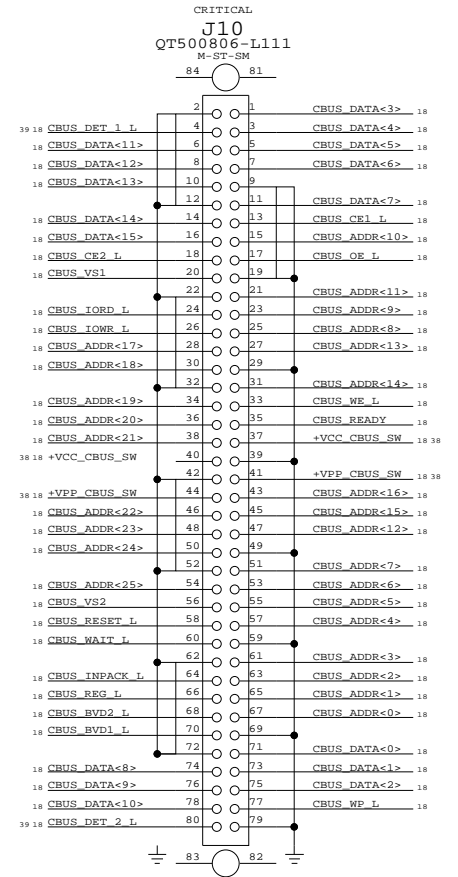 CRITICAL
J10
QT500806-L111
M-ST-SM
84 81
2 1 CBUS_DATA<3> 18
39 18 CBUS_DET_1_L 4 3 CBUS_DATA<4> 18
18 CBUS_DATA<11> 6 5 CBUS_DATA<5> 18
18 CBUS_DATA<12> 8 7 CBUS_DATA<6> 18
18 CBUS_DATA<13> 10 9
12 11 CBUS_DATA<7> 18
18 CBUS_DATA<14> 14 13 CBUS_CE1_L 18
18 CBUS_DATA<15> 16 15 CBUS_ADDR<10> 18
18 CBUS_CE2_L 18 17 CBUS_OE_L 18
18 CBUS_VS1 20 19
22 21 CBUS_ADDR<11> 18
18 CBUS_IORD_L 24 23 CBUS_ADDR<9> 18
18 CBUS_IOWR_L 26 25 CBUS_ADDR<8> 18
18 CBUS_ADDR<17> 28 27 CBUS_ADDR<13> 18
18 CBUS_ADDR<18> 30 29
32 31 CBUS_ADDR<14> 18
18 CBUS_ADDR<19> 34 33 CBUS_WE_L 18
18 CBUS_ADDR<20> 36 35 CBUS_READY 18
18 CBUS_ADDR<21> 38 37 +VCC_CBUS_SW 18 38
38 18 +VCC_CBUS_SW 40 39
42 41 +VPP_CBUS_SW 18 38
38 18 +VPP_CBUS_SW 44 43 CBUS_ADDR<16> 18
18 CBUS_ADDR<22> 46 45 CBUS_ADDR<15> 18
18 CBUS_ADDR<23> 48 47 CBUS_ADDR<12> 18
18 CBUS_ADDR<24> 50 49
52 51 CBUS_ADDR<7> 18
18 CBUS_ADDR<25> 54 53 CBUS_ADDR<6> 18
18 CBUS_VS2 56 55 CBUS_ADDR<5> 18
18 CBUS_RESET_L 58 57 CBUS_ADDR<4> 18
18 CBUS_WAIT_L 60 59
62 61 CBUS_ADDR<3> 18
18 CBUS_INPACK_L 64 63 CBUS_ADDR<2> 18
18 CBUS_REG_L 66 65 CBUS_ADDR<1> 18
18 CBUS_BVD2_L 68 67 CBUS_ADDR<0> 18
18 CBUS_BVD1_L 70 69
72 71 CBUS_DATA<0> 18
18 CBUS_DATA<8> 74 73 CBUS_DATA<1> 18
18 CBUS_DATA<9> 76 75 CBUS_DATA<2> 18
18 CBUS_DATA<10> 78 77 CBUS_WP_L 18
39 18 CBUS_DET_2_L 80 79
83 82